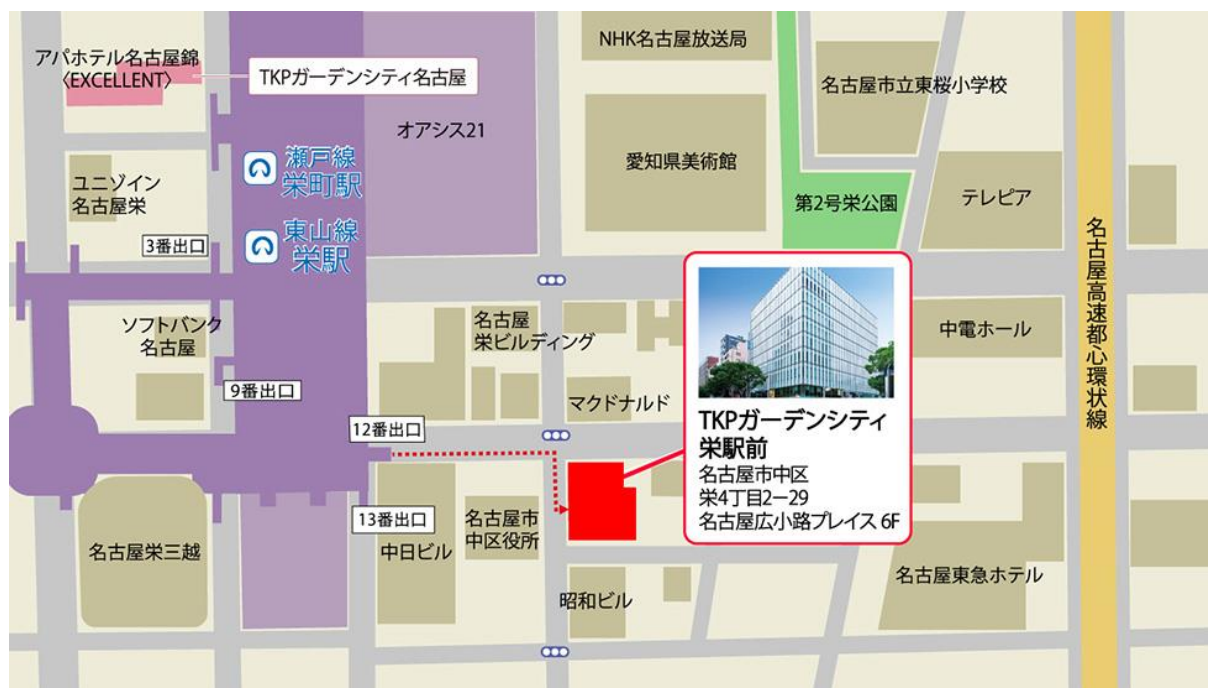 アパホテル名古屋錦
〈EXCELLENT〉
TKPガーデンシティ名古屋
オアシス21
NHK名古屋放送局
名古屋市立東桜小学校
愛知県美術館
瀬戸線
栄町駅
東山線
栄駅
ユニゾイン
名古屋栄
3番出口
第2号栄公園
テレピア
名古屋高速都心環状線
ソフトバンク
名古屋
名古屋
栄ビルディング
中電ホール
9番出口
マクドナルド
12番出口
TKPガーデンシティ
栄駅前
名古屋市中区
栄4丁目2−29
名古屋広小路プレイス 6F
13番出口
名古屋市
中区役所
名古屋栄三越
中日ビル
昭和ビル
名古屋東急ホテル